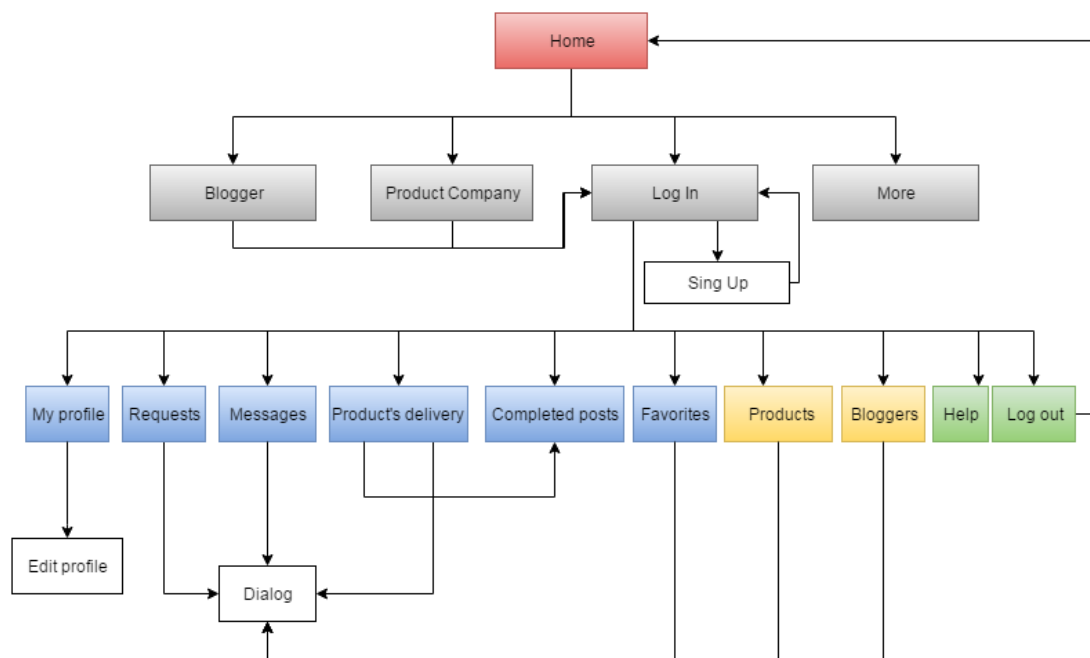 Home
Blogger
Product Company
Log In
More
Sing Up
My profile
Requests
Messages
Product's delivery
Completed posts
Favorites
Products
Bloggers
Help
Log out
Edit profile
Dialog